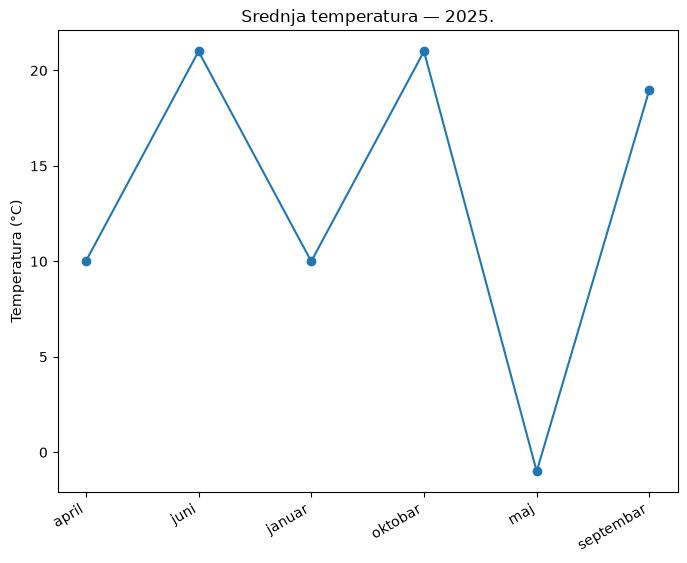 Srednja temperatura — 2025.
Temperatura (°C)
20
15
10
5
0
april
juni
januar
oktobar
maj
septembar